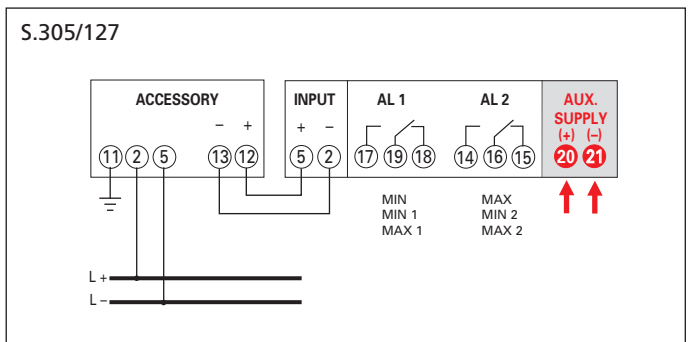 S.305/127
ACCESSORY INPUT AL 1 AL 2 AUX.
SUPPLY
– + + – (+) (–)
11 2 5 13 12 5 2 17 19 18 14 16 15 20 21
MIN MAX
MIN 1 MIN 2
MAX 1 MAX 2
L +
L –